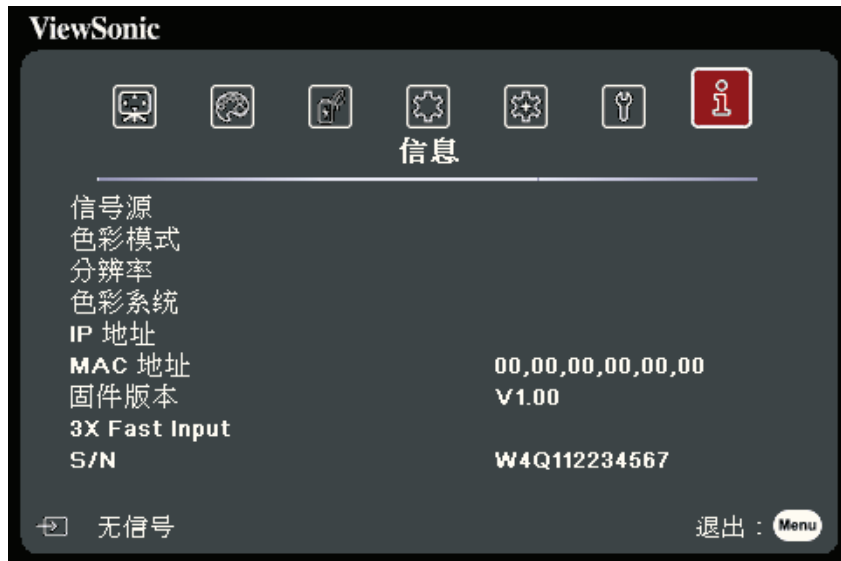 ViewSonic
信息
信号源
色彩模式
分辨率
色彩系统
IP 地址
MAC 地址 00,00,00,00,00,00
固件版本 V1.00
3X Fast Input
S/N W4Q112234567
无信号 退出：Menu